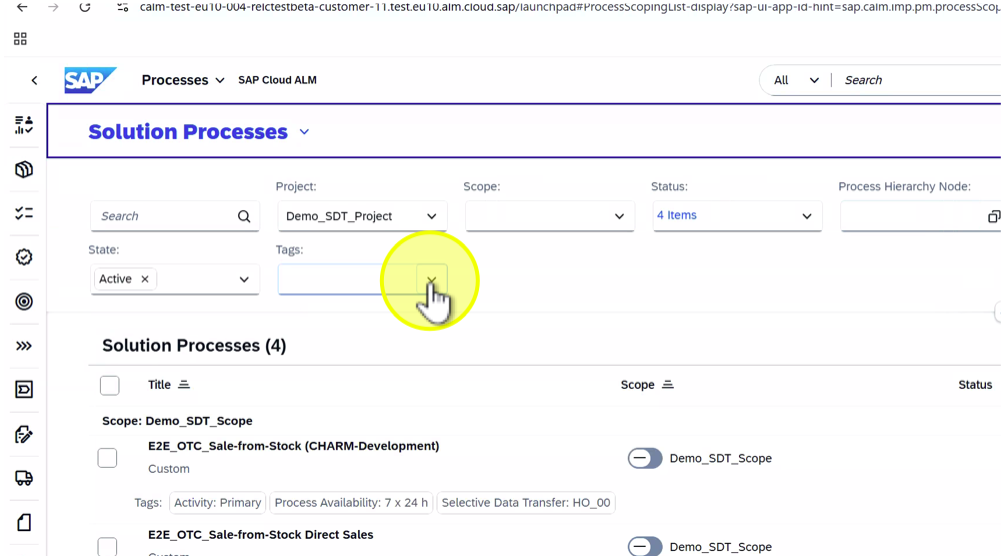 calm-test-eu10-004-reictestbeta-customer-11.test.eu10.alm.cloud.sap/launchpad#ProcessScopingList-display?sap-ui-app-id-hint=sap.calm.imp.pm.processScop
SAP Processes SAP Cloud ALM All Search
Solution Processes
Project: Scope: Status: Process Hierarchy Node:
Search Demo_SDT_Project 4 Items
State: Tags:
Active
Solution Processes (4)
Title Scope Status
Scope: Demo_SDT_Scope
E2E_OTC_Sale-from-Stock (CHARM-Development)
Custom Demo_SDT_Scope
Tags: Activity: Primary Process Availability: 7 x 24 h Selective Data Transfer: HO_00
E2E_OTC_Sale-from-Stock Direct Sales
Custom Demo_SDT_Scope